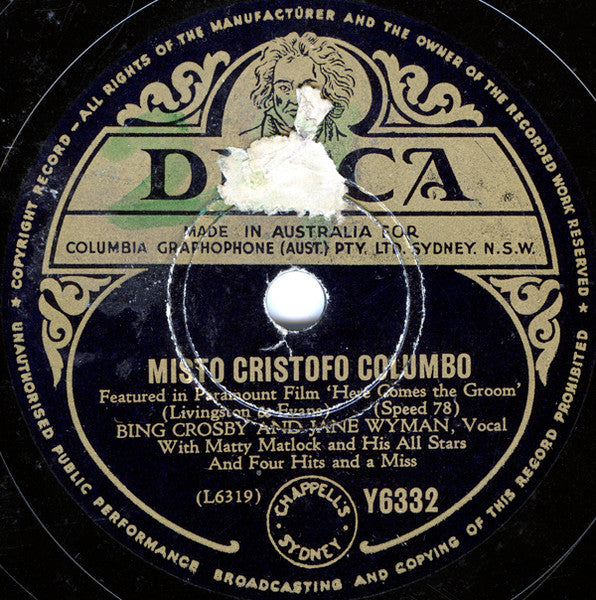 ★ COPYRIGHT RECORD – ALL RIGHTS OF THE MANUFACTURER AND THE OWNER OF THE RECORDED WORK RESERVED ★
UNAUTHORISED PUBLIC PERFORMANCE BROADCASTING AND COPYING OF THIS RECORD PROHIBITED
D CA
MADE IN AUSTRALIA FOR
COLUMBIA GRAPHOPHONE (AUST.) PTY. LTD. SYDNEY. N.S.W.
MISTO CRISTOFO COLUMBO
Featured in Paramount Film 'Here Comes the Groom'
(Livingston & Evans) (Speed 78)
BING CROSBY AND JANE WYMAN, Vocal
With Matty Matlock and His All Stars
And Four Hits and a Miss
(L6319) CHAPPELL'S SYDNEY Y6332